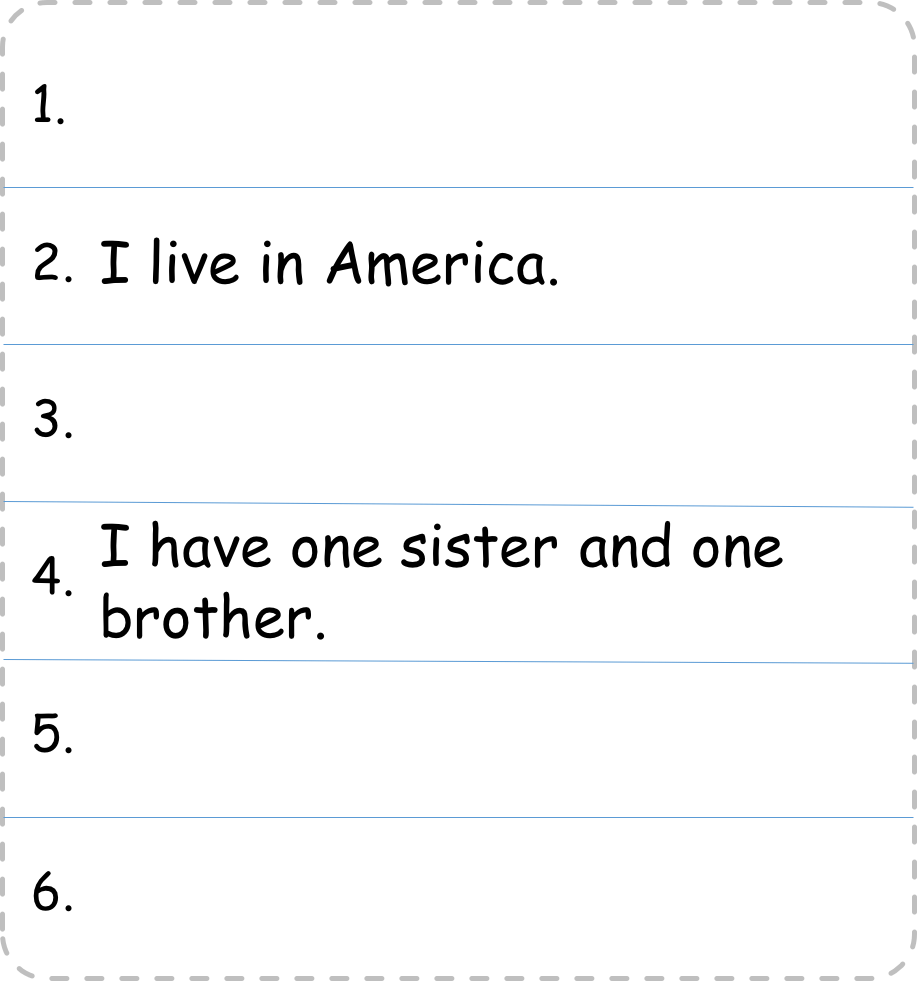 1.
2. I live in America.
3.
4. I have one sister and one
brother.
5.
6.